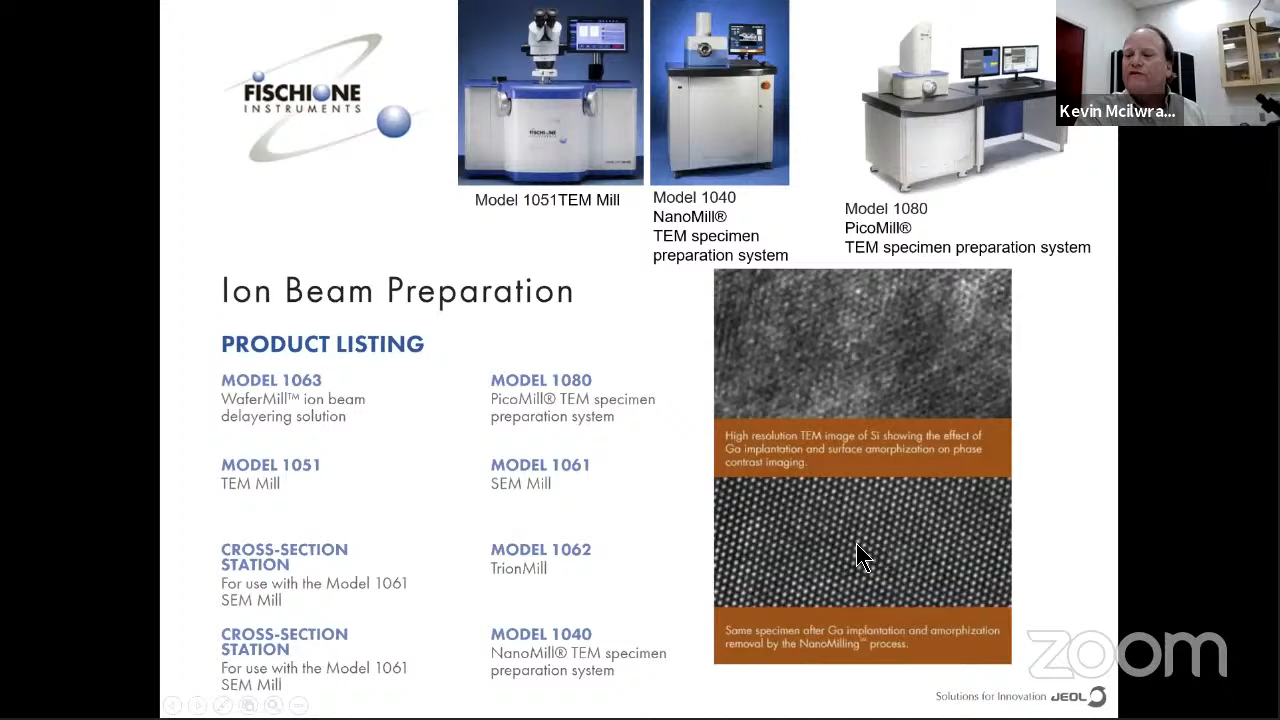 FISCHIONE
INSTRUMENTS
FISCHIONE
Model 1051TEM Mill
Model 1040
NanoMill®
TEM specimen
preparation system
Model 1080
PicoMill®
TEM specimen preparation system
Kevin Mcilwra...
Ion Beam Preparation
PRODUCT LISTING
MODEL 1063
WaferMill™ ion beam
delayering solution
MODEL 1080
PicoMill® TEM specimen
preparation system
MODEL 1051
TEM Mill
MODEL 1061
SEM Mill
CROSS-SECTION
STATION
For use with the Model 1061
SEM Mill
MODEL 1062
TrionMill
CROSS-SECTION
STATION
For use with the Model 1061
SEM Mill
MODEL 1040
NanoMill® TEM specimen
preparation system
High resolution TEM image of Si showing the effect of
Ga implantation and surface amorphization on phase
contrast imaging.
Same specimen after Ga implantation and amorphization
removal by the NanoMilling℠ process.
zoom
Solutions for Innovation JEOL